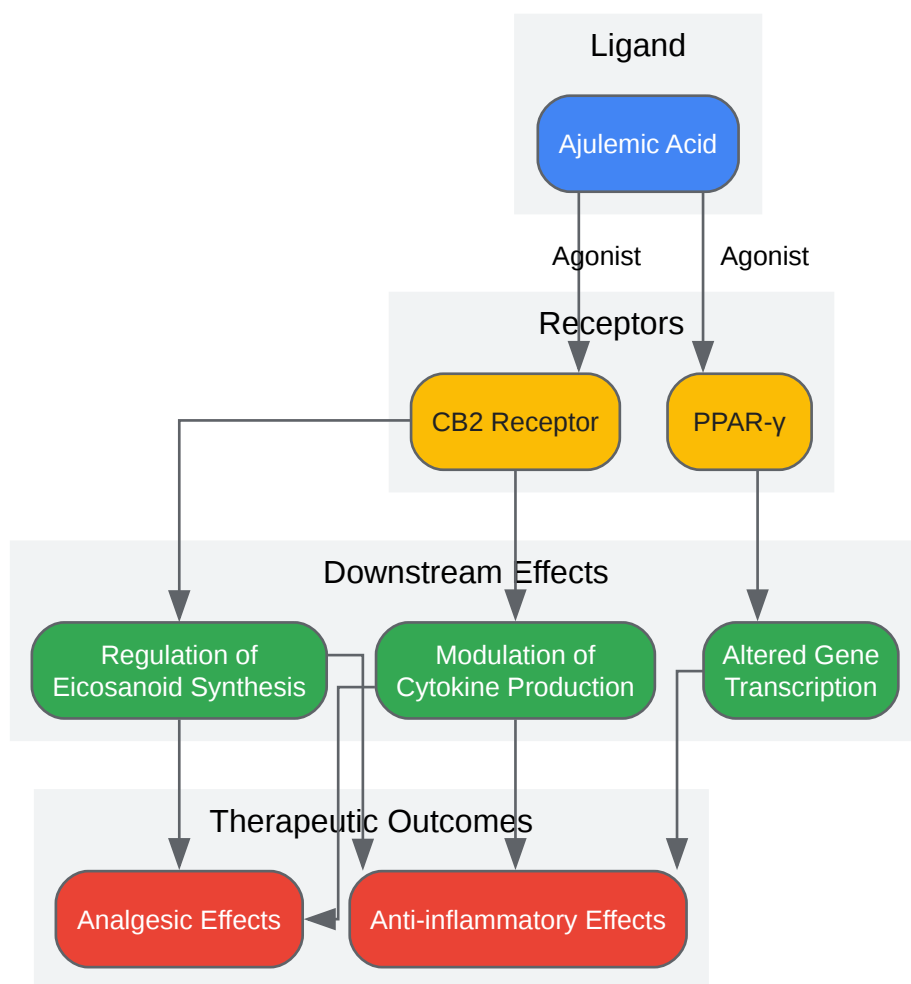 Ligand
Ajulemic Acid
Agonist
Agonist
Receptors
CB2 Receptor
PPAR-γ
Downstream Effects
Regulation of
Eicosanoid Synthesis
Modulation of
Cytokine Production
Altered Gene
Transcription
Therapeutic Outcomes
Analgesic Effects
Anti-inflammatory Effects